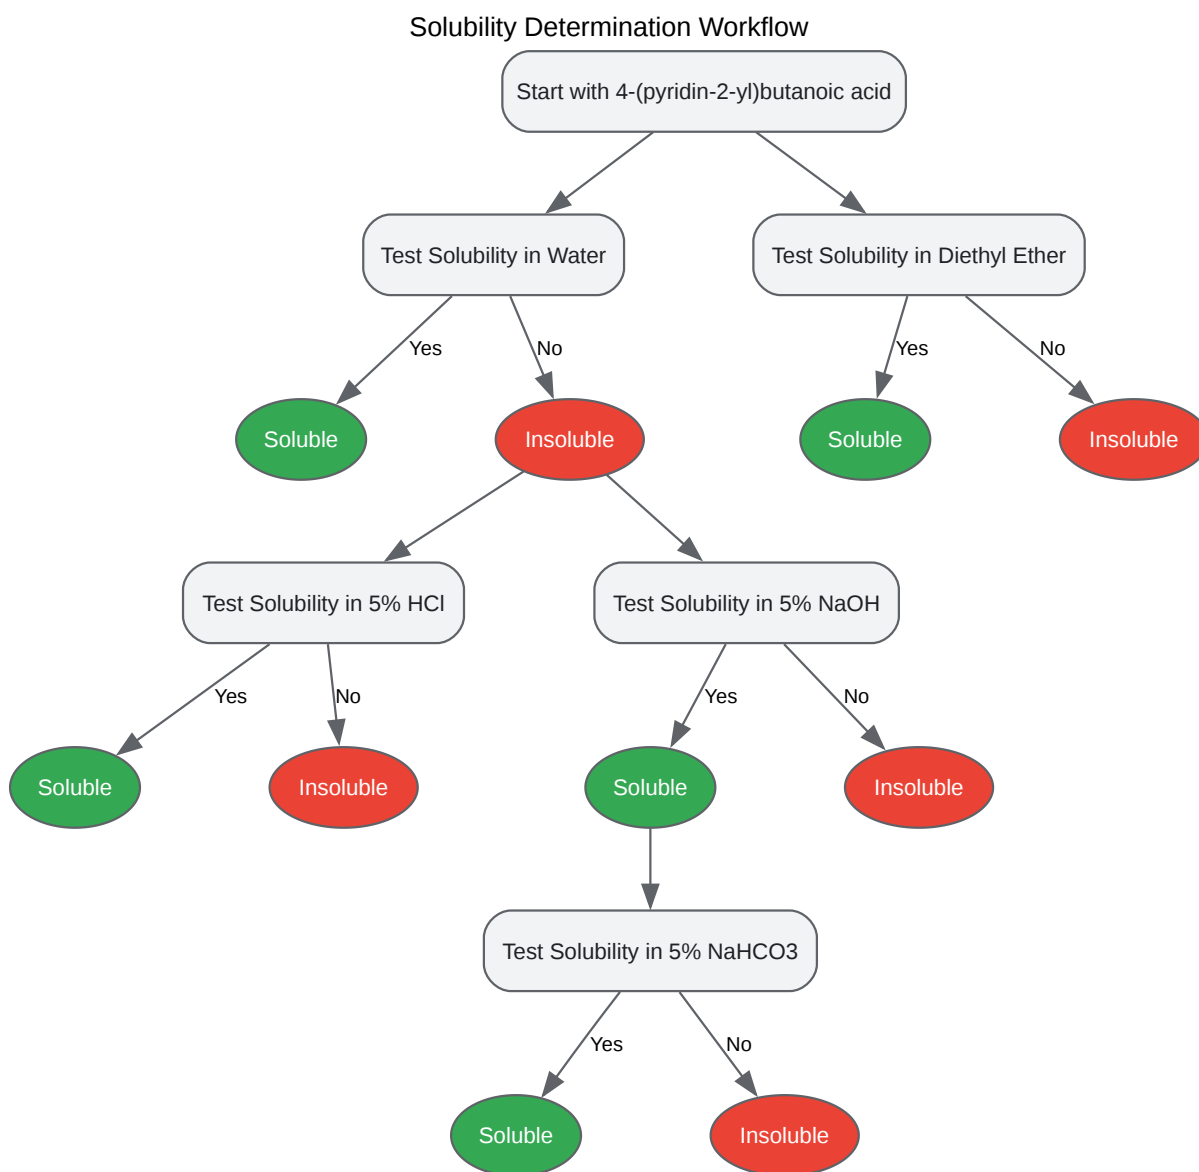 Solubility Determination Workflow
Start with 4-(pyridin-2-yl)butanoic acid
Test Solubility in Water
Test Solubility in Diethyl Ether
Yes
No
Yes
No
Soluble
Insoluble
Soluble
Insoluble
Test Solubility in 5% HCl
Test Solubility in 5% NaOH
Yes
No
Yes
No
Soluble
Insoluble
Soluble
Insoluble
Test Solubility in 5% NaHCO3
Yes
No
Soluble
Insoluble